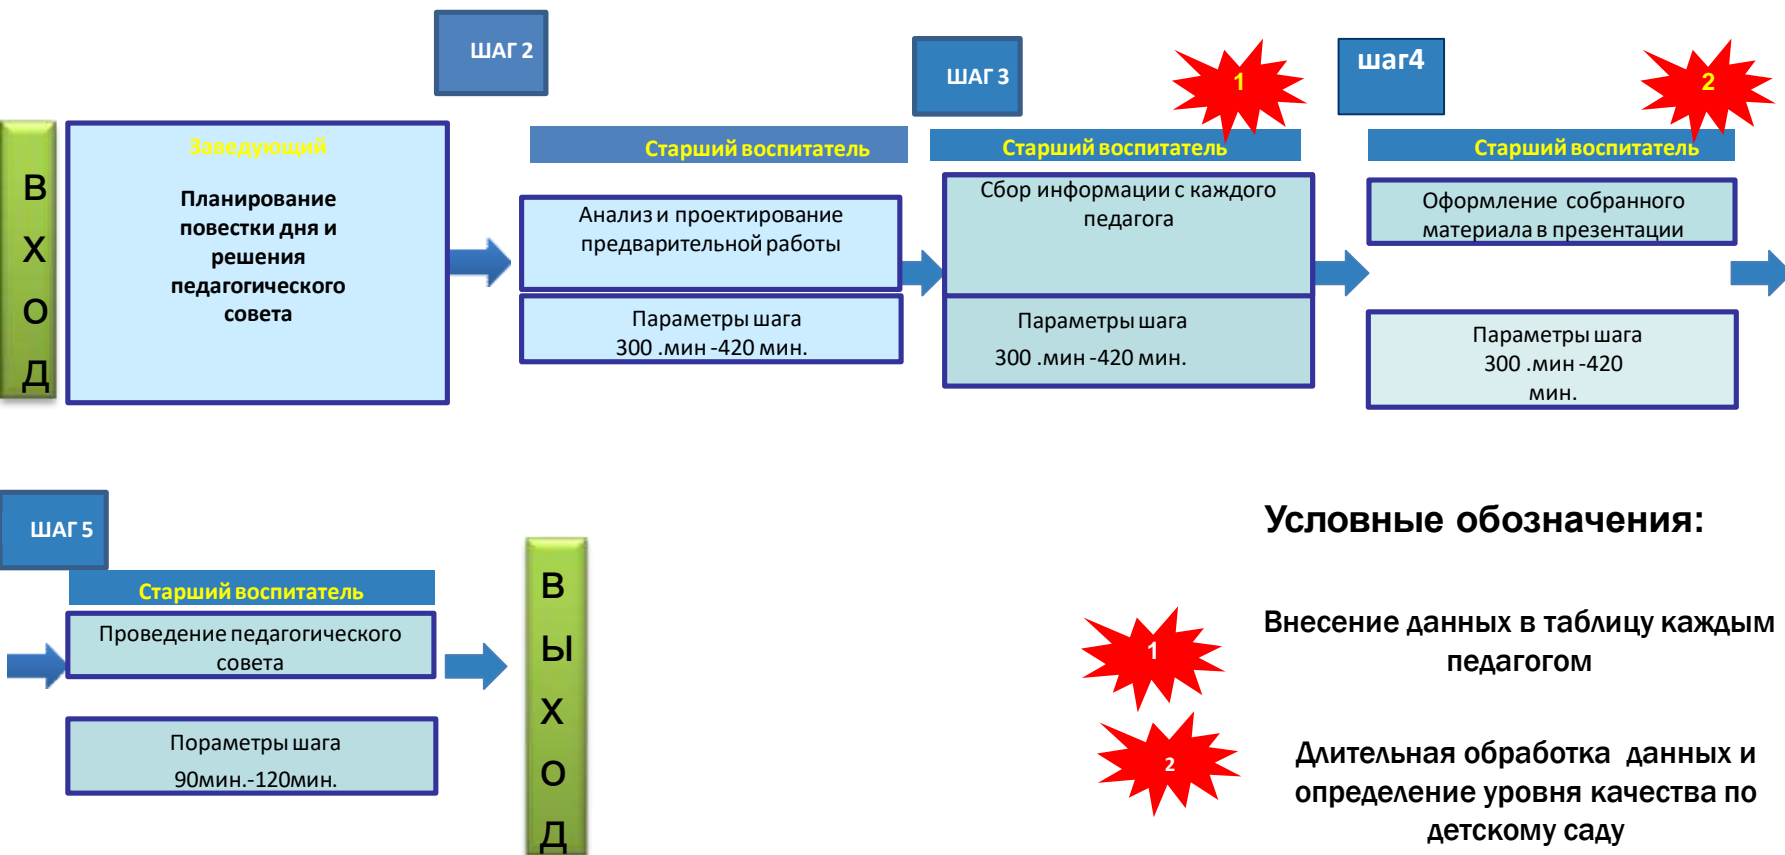 ШАГ 2
ШАГ 3
1
шаг4
2
В
Х
О
Д
Заведующий
Планирование
повестки дня и
решения
педагогического
совета
Старший воспитатель
Анализ и проектирование
предварительной работы
Параметры шага
300 .мин -420 мин.
Старший воспитатель
Сбор информации с каждого
педагога
Параметры шага
300 .мин -420 мин.
Старший воспитатель
Оформление собранного
материала в презентации
Параметры шага
300 .мин -420
мин.
ШАГ 5
Старший воспитатель
Проведение педагогического
совета
Пораметры шага
90мин.-120мин.
В
Ы
Х
О
Д
Условные обозначения:
1
Внесение данных в таблицу каждым
педагогом
2
Длительная обработка данных и
определение уровня качества по
детскому саду